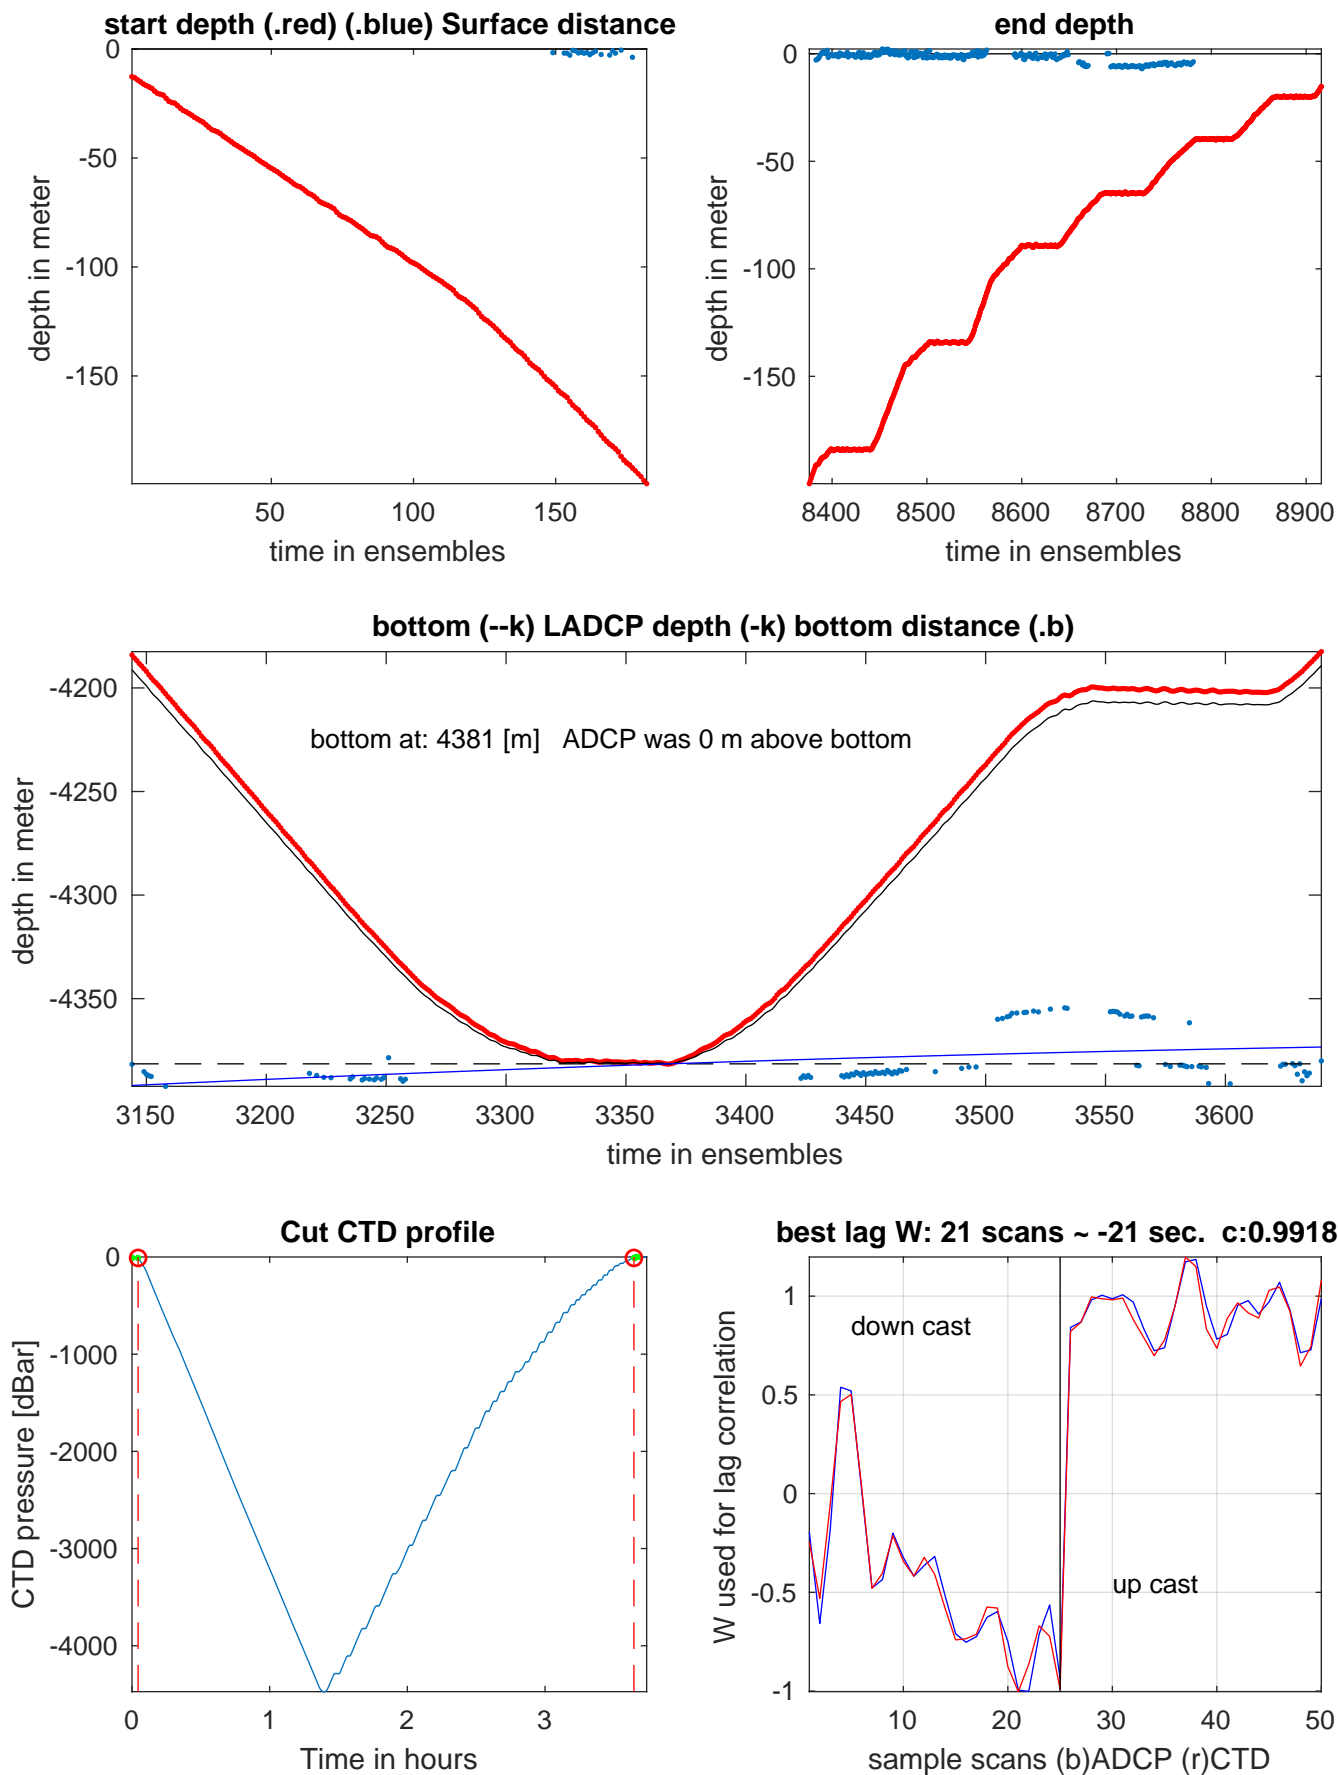 start depth (.red) (.blue) Surface distance
0
-50
-100
-150
depth in meter
50
100
150
time in ensembles
end depth
0
-50
-100
-150
depth in meter
8400
8500
8600
8700
8800
8900
time in ensembles
bottom (--k) LADCP depth (-k) bottom distance (.b)
-4200
-4250
-4300
-4350
depth in meter
bottom at: 4381 [m]   ADCP was 0 m above bottom
3150
3200
3250
3300
3350
3400
3450
3500
3550
3600
time in ensembles
Cut CTD profile
0
-1000
-2000
-3000
-4000
CTD pressure [dBar]
0
1
2
3
Time in hours
best lag W: 21 scans ~ -21 sec.  c:0.9918
1
0.5
0
-0.5
-1
W used for lag correlation
down cast
up cast
10
20
30
40
50
sample scans (b)ADCP (r)CTD